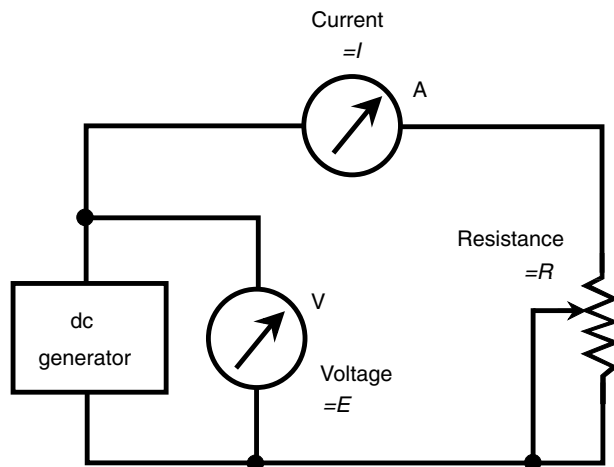 Current
=I
A
Resistance
=R
dc
generator
V
Voltage
=E